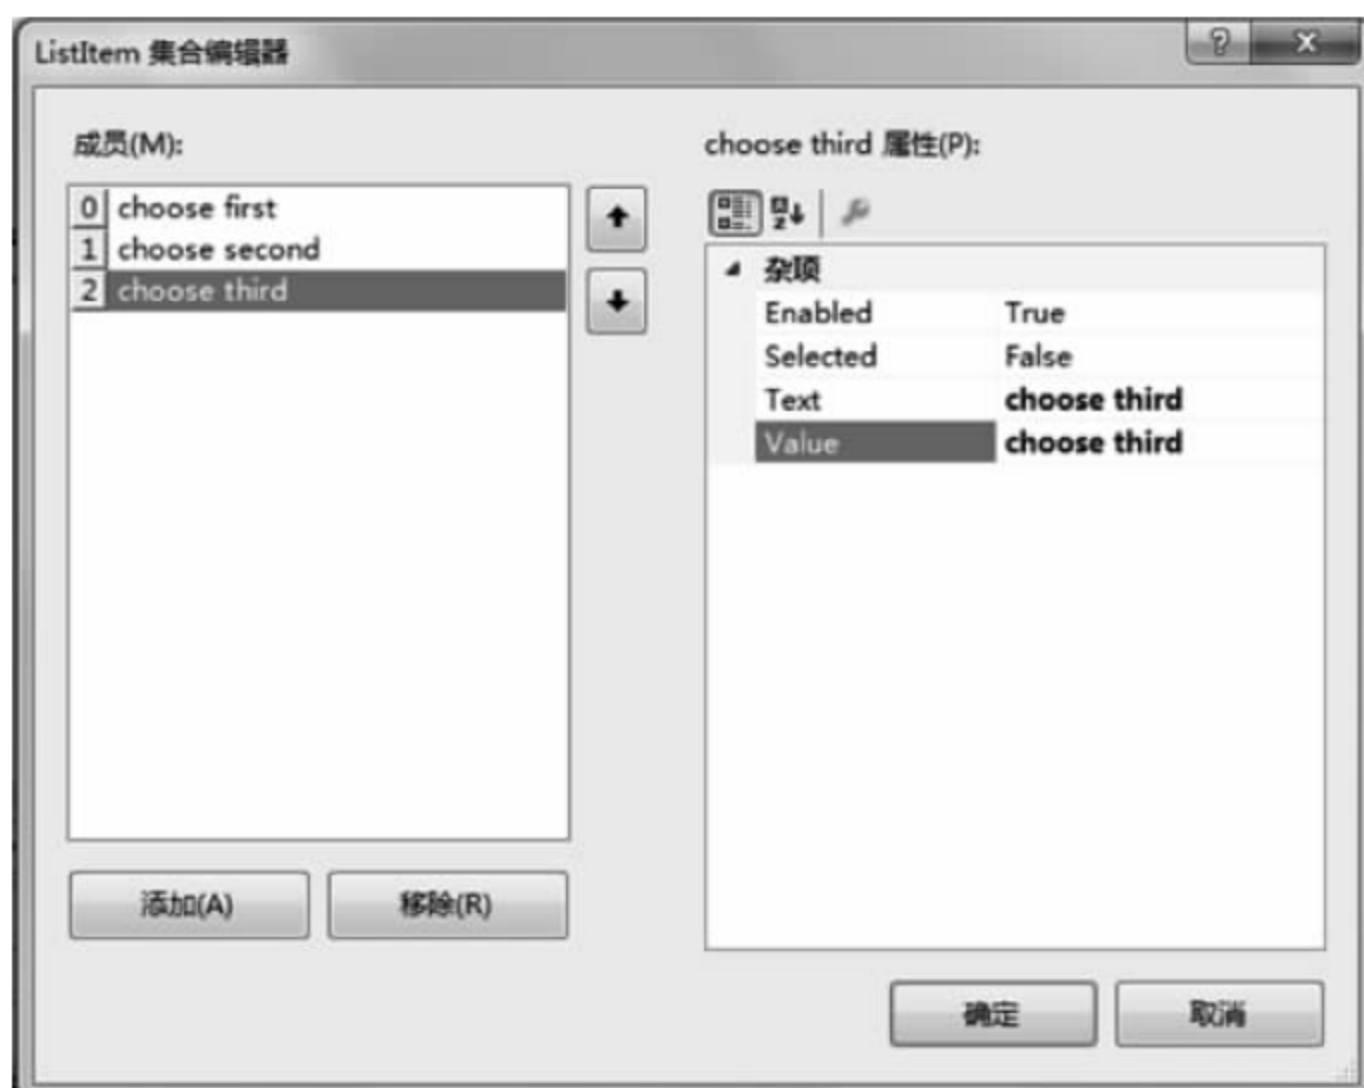 ListItem 集合编辑器
成员(M):
0 choose first
1 choose second
2 choose third
添加(A)
移除(R)
choose third 属性(P):
杂项
Enabled True
Selected False
Text choose third
Value choose third
确定
取消